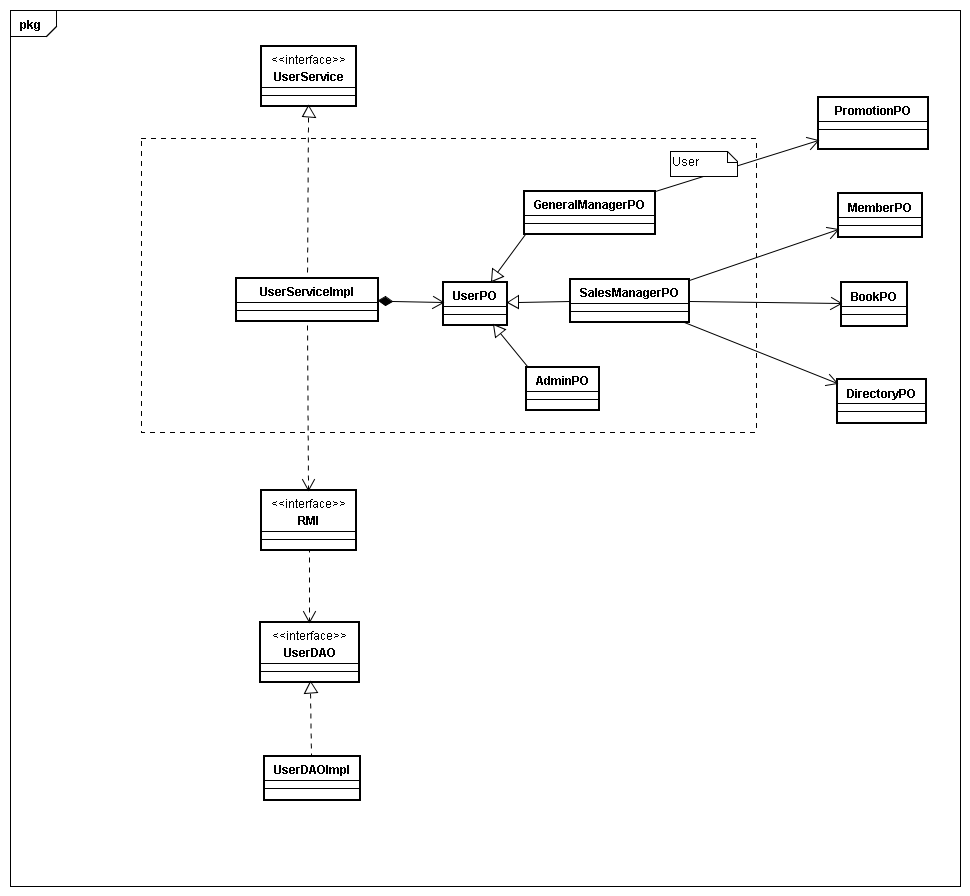 pkg
<<interface>>
UserService
PromotionPO
User
GeneralManagerPO
MemberPO
UserServiceImpl
UserPO
SalesManagerPO
BookPO
AdminPO
DirectoryPO
<<interface>>
RMI
<<interface>>
UserDAO
UserDAOImpl